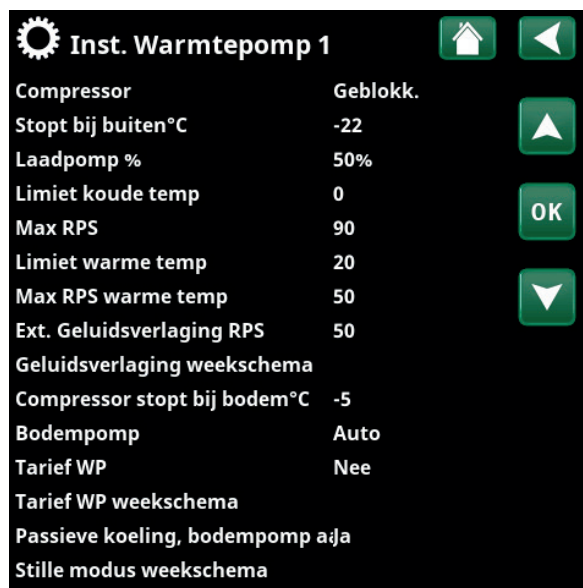 Inst. Warmtepomp 1
Compressor Geblokk.
Stopt bij buiten°C -22
Laadpomp % 50%
Limiet koude temp 0
OK
Max RPS 90
Limiet warme temp 20
Max RPS warme temp 50
Ext. Geluidsverlaging RPS 50
Geluidsverlaging weekschema
Compressor stopt bij bodem°C -5
Bodempomp Auto
Tarief WP Nee
Tarief WP weekschema
Passieve koeling, bodempomp Ja
Stille modus weekschema